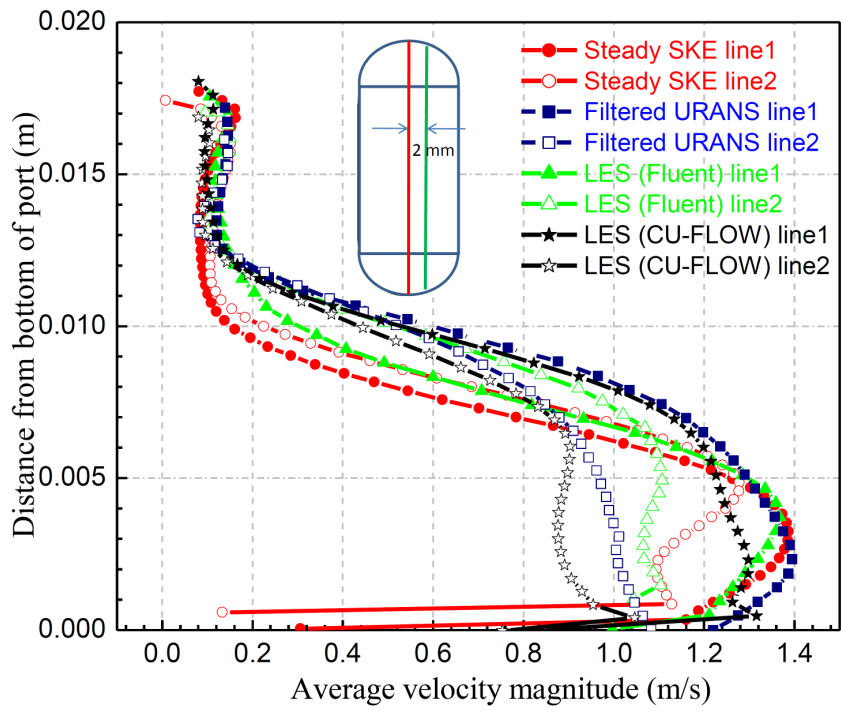 0.020
0.015
0.010
0.005
0.000
Distance from bottom of port (m)
2 mm
Steady SKE line1
Steady SKE line2
Filtered URANS line1
Filtered URANS line2
LES (Fluent) line1
LES (Fluent) line2
LES (CU-FLOW) line1
LES (CU-FLOW) line2
0.0 0.2 0.4 0.6 0.8 1.0 1.2 1.4
Average velocity magnitude (m/s)